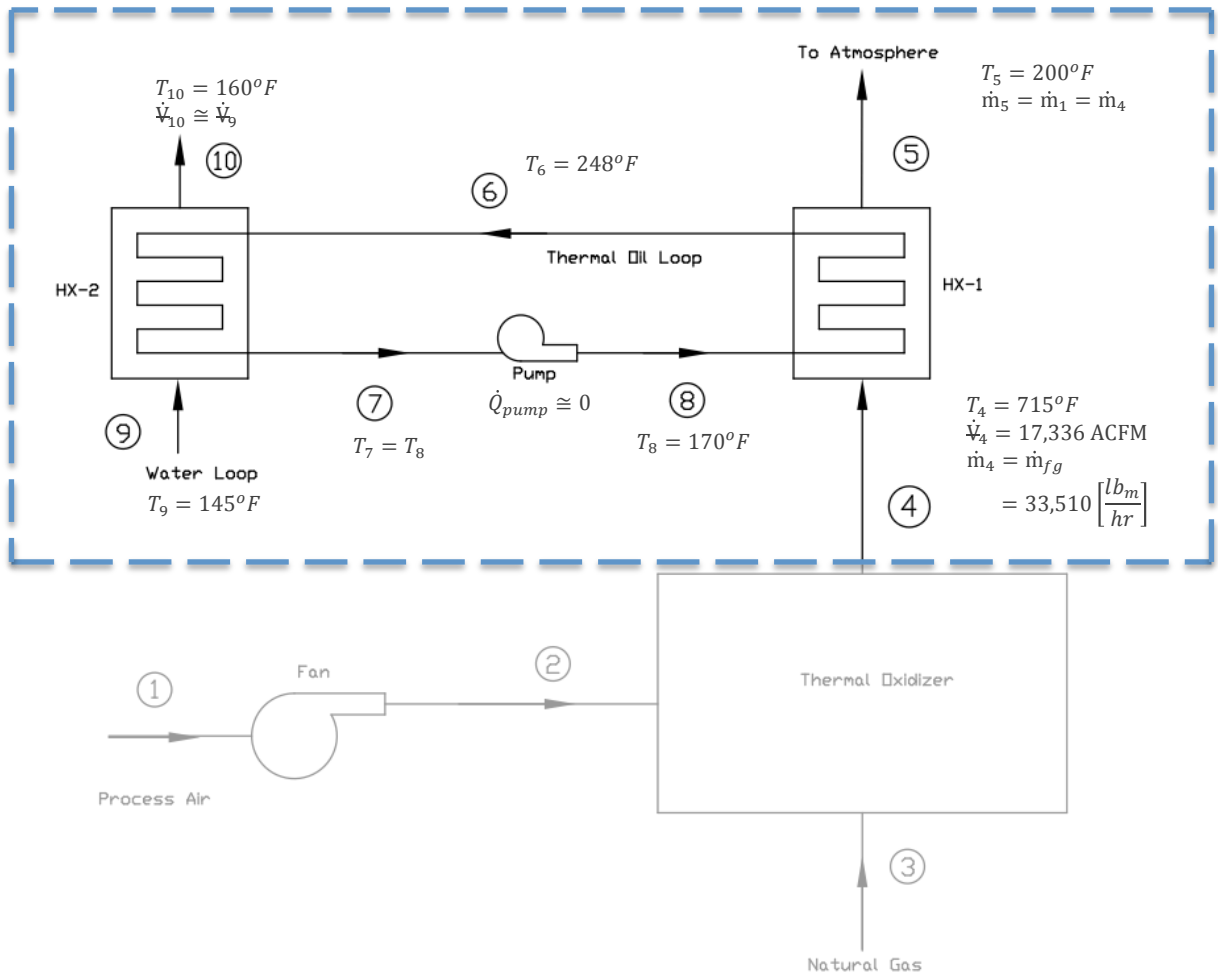 To Atmosphere
T₅ = 200°F
ṁ₅ = ṁ₁ = ṁ₄
T₁₀ = 160°F
V̶̇₁₀ ≅ V̶̇₉
⑩
⑤
T₆ = 248°F
⑥
Thermal Oil Loop
HX-2
HX-1
Pump
⑦
Q̇pump ≅ 0
⑧
⑨
T₇ = T₈
T₈ = 170°F
T₄ = 715°F
V̶̇₄ = 17,336 ACFM
ṁ₄ = ṁfg
= 33,510 [lbm/hr]
Water Loop
T₉ = 145°F
④
Fan
①
②
Thermal Oxidizer
Process Air
③
Natural Gas